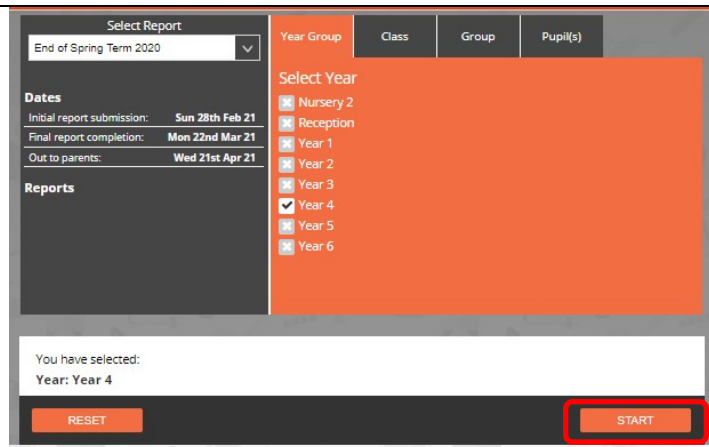 Select Report
End of Spring Term 2020
Dates
Initial report submission: Sun 28th Feb 21
Final report completion: Mon 22nd Mar 21
Out to parents: Wed 21st Apr 21
Reports
Year Group Class Group Pupil(s)
Select Year
Nursery 2
Reception
Year 1
Year 2
Year 3
Year 4
Year 5
Year 6
You have selected:
Year: Year 4
RESET START